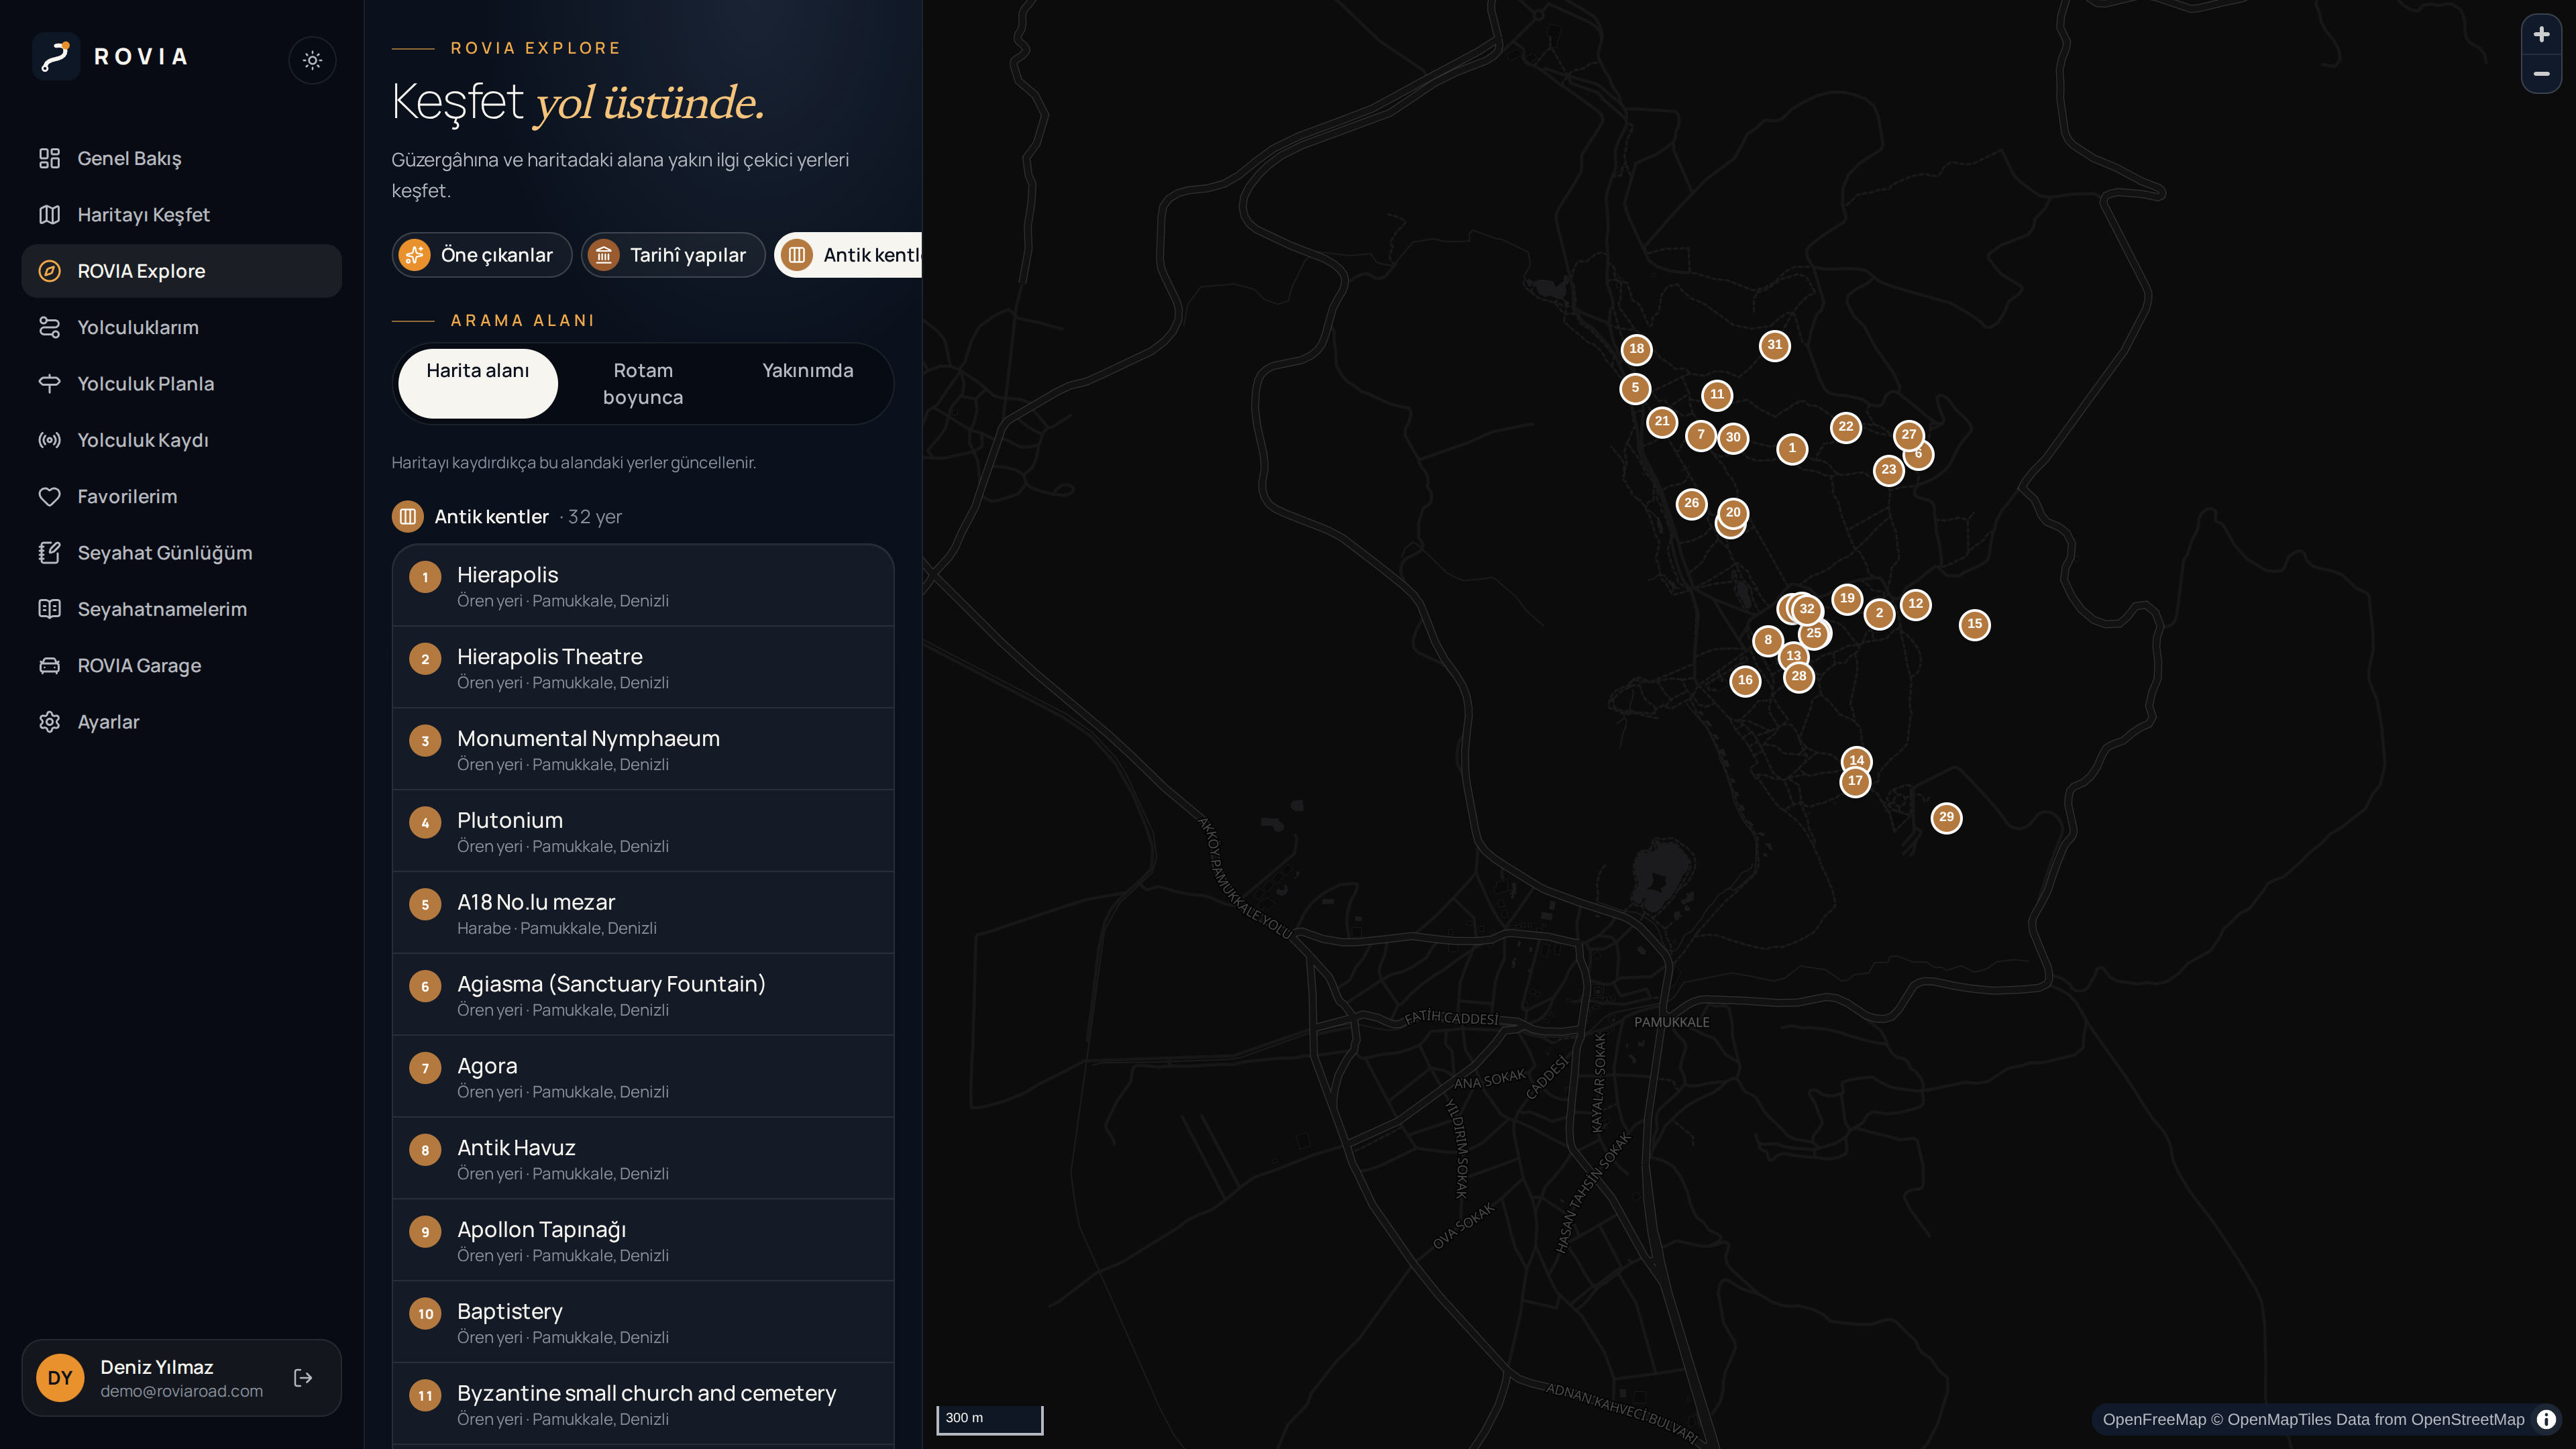 ROVIA
Genel Bakış
Haritayı Keşfet
ROVIA Explore
Yolculuklarım
Yolculuk Planla
Yolculuk Kaydı
Favorilerim
Seyahat Günlüğüm
Seyahatnamelerim
ROVIA Garage
Ayarlar
DY
Deniz Yılmaz
demo@roviaroad.com
ROVIA EXPLORE
Keşfet yol üstünde.
Güzergâhına ve haritadaki alana yakın ilgi çekici yerleri
keşfet.
Öne çıkanlar
Tarihî yapılar
Antik kentl
ARAMA ALANI
Harita alanı
Rotam
boyunca
Yakınımda
Haritayı kaydırdıkça bu alandaki yerler güncellenir.
Antik kentler · 32 yer
1 Hierapolis
Ören yeri · Pamukkale, Denizli
2 Hierapolis Theatre
Ören yeri · Pamukkale, Denizli
3 Monumental Nymphaeum
Ören yeri · Pamukkale, Denizli
4 Plutonium
Ören yeri · Pamukkale, Denizli
5 A18 No.lu mezar
Harabe · Pamukkale, Denizli
6 Agiasma (Sanctuary Fountain)
Ören yeri · Pamukkale, Denizli
7 Agora
Ören yeri · Pamukkale, Denizli
8 Antik Havuz
Ören yeri · Pamukkale, Denizli
9 Apollon Tapınağı
Ören yeri · Pamukkale, Denizli
10 Baptistery
Ören yeri · Pamukkale, Denizli
11 Byzantine small church and cemetery
Ören yeri · Pamukkale, Denizli
18
31
5
11
21
7
30
1
22
27
6
23
26
20
32
19
2
12
15
25
8
13
28
16
14
17
29
AKKÖY PAMUKKALE YOLU
FATİH CADDESİ
PAMUKKALE
ANA SOKAK
CADDESİ
KAYALAR SOKAK
YILDIRIM SOKAK
HASAN TAHSİN SOKAK
OVA SOKAK
ADNAN KAHVECİ BULVARI
300 m
OpenFreeMap © OpenMapTiles Data from OpenStreetMap